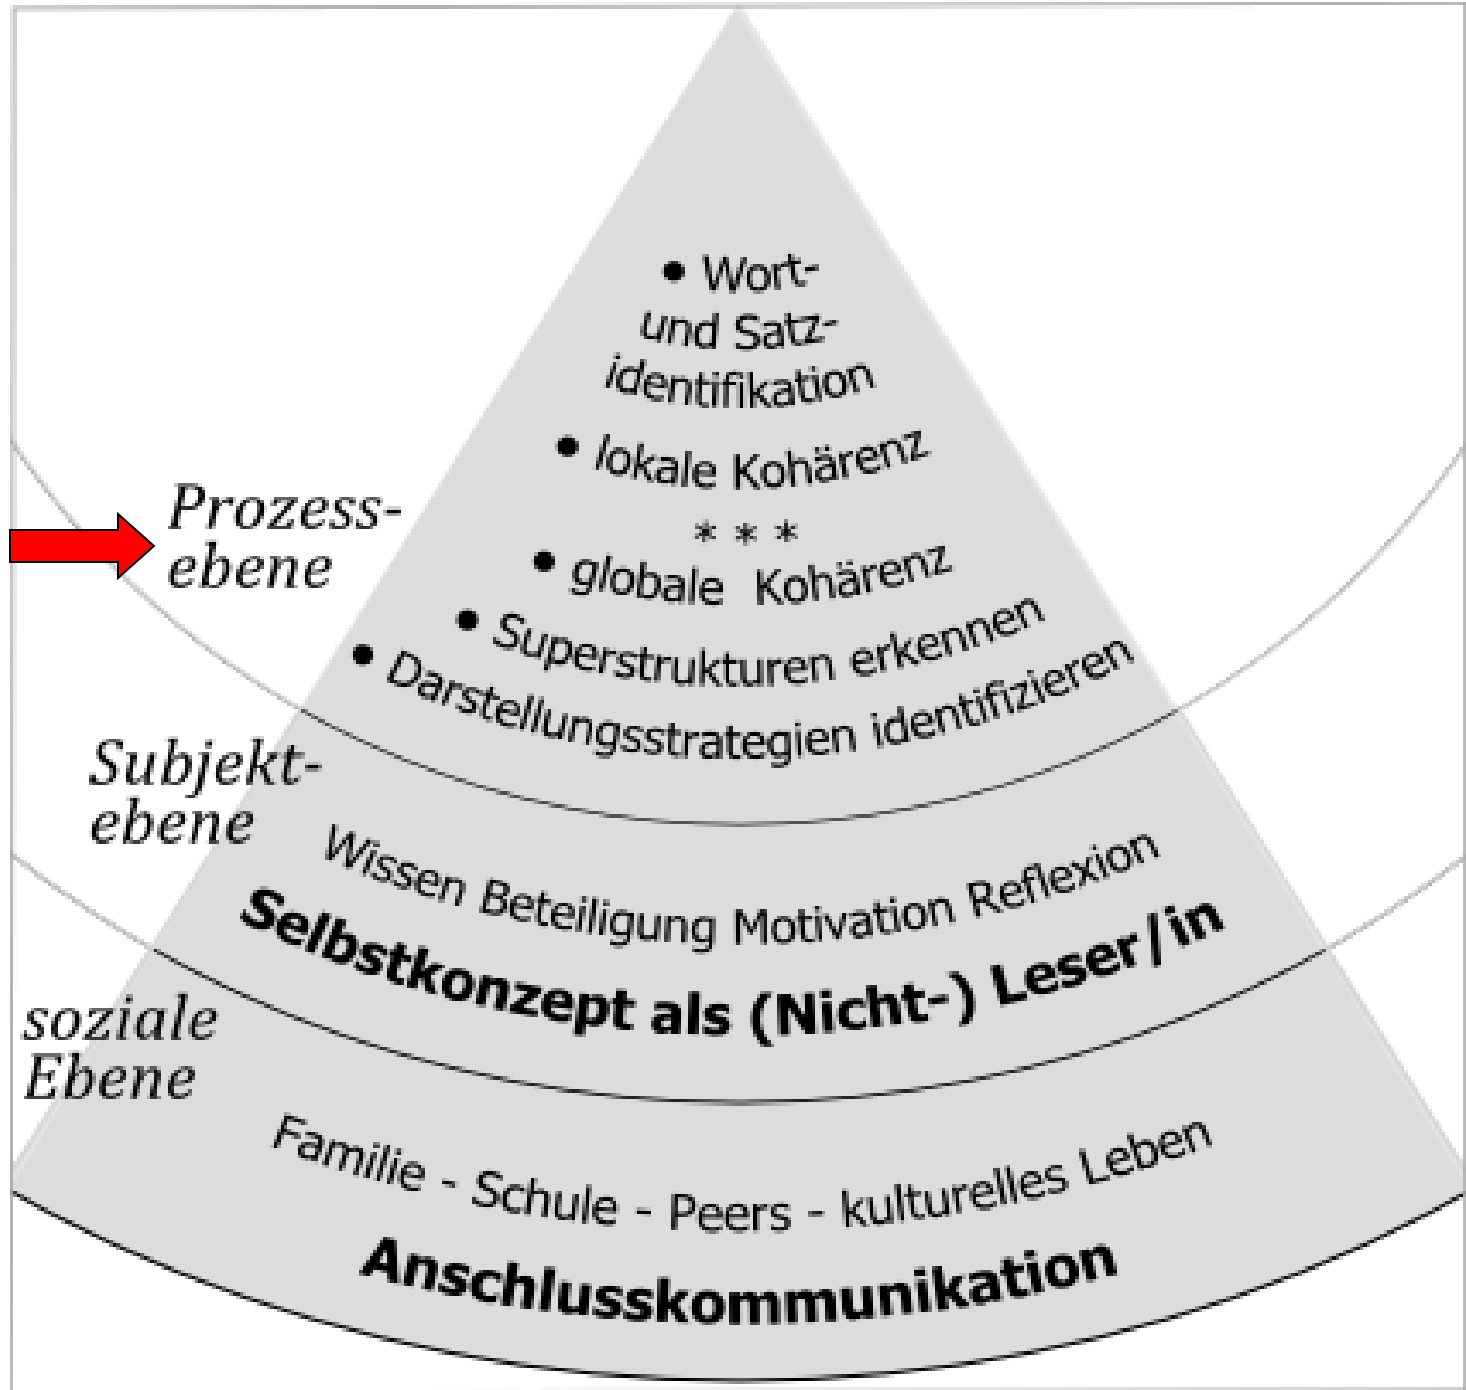 • Wort-
und Satz-
identifikation
• lokale Kohärenz
* * *
• globale Kohärenz
• Superstrukturen erkennen
• Darstellungsstrategien identifizieren
Prozess-
ebene
Subjekt-
ebene
Wissen Beteiligung Motivation Reflexion
Selbstkonzept als (Nicht-) Leser/in
soziale
Ebene
Familie - Schule - Peers - kulturelles Leben
Anschlusskommunikation